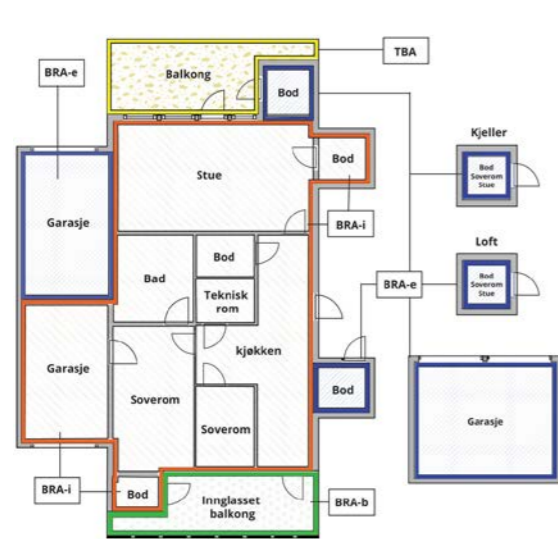 TBA
BRA-e
Balkong
Bod
Kjeller
Bod
Soverom
Stue
Bod
Stue
Garasje
BRA-i
Loft
Bod
Bod
Soverom
Stue
Bad
Teknisk
rom
BRA-e
kjøkken
Garasje
Bod
Soverom
Garasje
Soverom
BRA-i
Bod
Innglasset
balkong
BRA-b